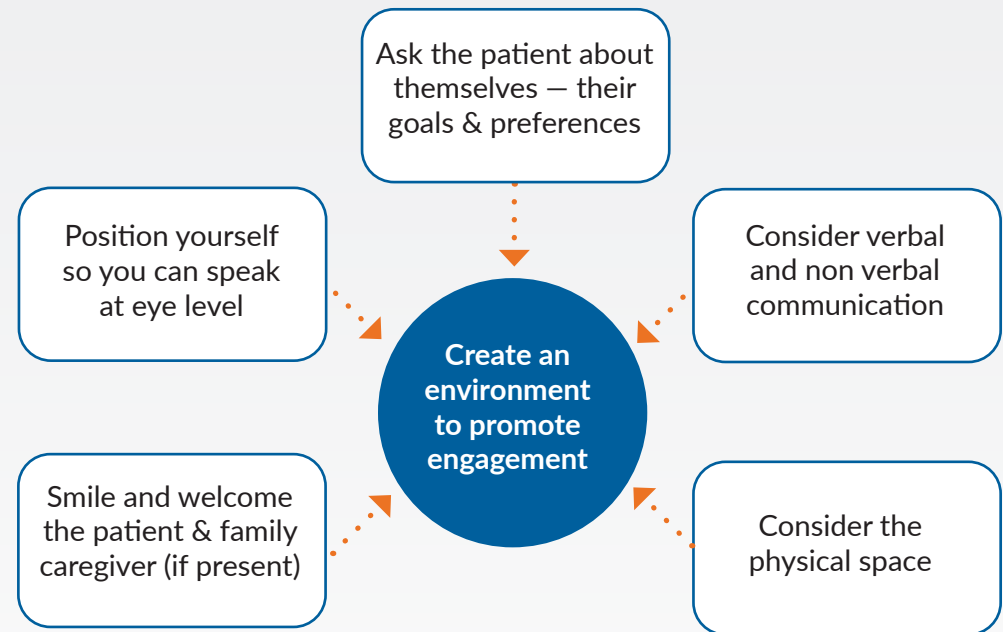 Ask the patient about
themselves — their
goals & preferences
Position yourself
so you can speak
at eye level
Consider verbal
and non verbal
communication
Create an
environment
to promote
engagement
Smile and welcome
the patient & family
caregiver (if present)
Consider the
physical space